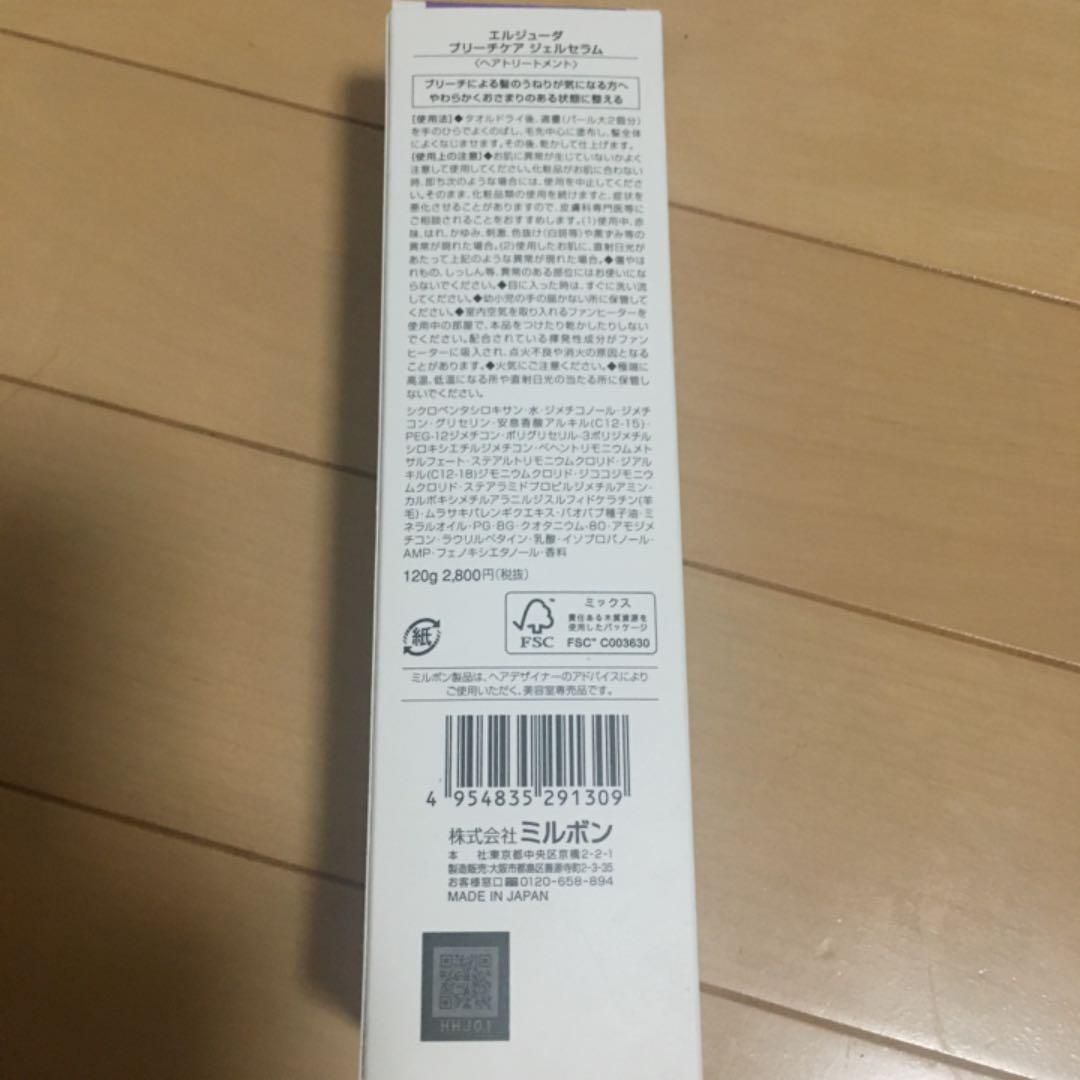 エルジューダ
ブリーチケア ジェルセラム
〈ヘアトリートメント〉
ブリーチによる髪のうねりが気になる方へ
やわらかくおさまりのある状態に整える
[使用法]◆タオルドライ後、適量(パール大2個分)
を手のひらでよくのばし、毛先中心に塗布し、髪全体
によくなじませます。その後、乾かして仕上げます。
[使用上の注意]◆お肌に異常が生じていないかよく
注意して使用してください。化粧品がお肌に合わない
時、即ち次のような場合には、使用を中止してくださ
い。そのまま、化粧品類の使用を続けますと、症状を
悪化させることがありますので、皮膚科専門医等に
ご相談されることをおすすめします。(1)使用中、赤
味、はれ、かゆみ、刺激、色抜け(白斑等)や黒ずみ等の
異常が現れた場合。(2)使用したお肌に、直射日光が
あたって上記のような異常が現れた場合。◆傷やは
れもの、しっしん等、異常のある部位にはお使いにな
らないでください。◆目に入った時は、すぐに洗い流
してください。◆幼小児の手の届かない所に保管して
ください。◆室内空気を取り入れるファンヒーターを
使用中の部屋で、本品をつけたり乾かしたりしない
でください。配合されている揮発性成分がファン
ヒーターに吸入され、点火不良や消火の原因となる
ことがあります。◆火気にご注意ください。◆極端に
高温、低温になる所や直射日光の当たる所に保管し
ないでください。
シクロペンタシロキサン・水・ジメチコノール・ジメチ
コン・グリセリン・安息香酸アルキル(C12-15)・
PEG-12ジメチコン・ポリグリセリル-3ポリジメチル
シロキシエチルジメチコン・ベヘントリモニウムメト
サルフェート・ステアルトリモニウムクロリド・ジアル
キル(C12-18)ジモニウムクロリド・ジココジモニウ
ムクロリド・ステアラミドプロピルジメチルアミン・
カルボキシメチルアラニルジスルフィドケラチン(羊
毛)・ムラサキバレンギクエキス・バオバブ種子油・ミ
ネラルオイル・PG・BG・クオタニウム-80・アモジメ
チコン・ラウリルベタイン・乳酸・イソプロパノール・
AMP・フェノキシエタノール・香料
120g 2,800円(税抜)
紙
FSC
ミックス
責任ある木質資源を
使用したパッケージ
FSC™ C003630
ミルボン製品は、ヘアデザイナーのアドバイスにより
ご使用いただく、美容室専売品です。
4 954835 291309
株式会社 ミルボン
本 社:東京都中央区京橋2-2-1
製造販売:大阪市都島区善源寺町2-3-35
お客様窓口 0120-658-894
MADE IN JAPAN
HHJ01